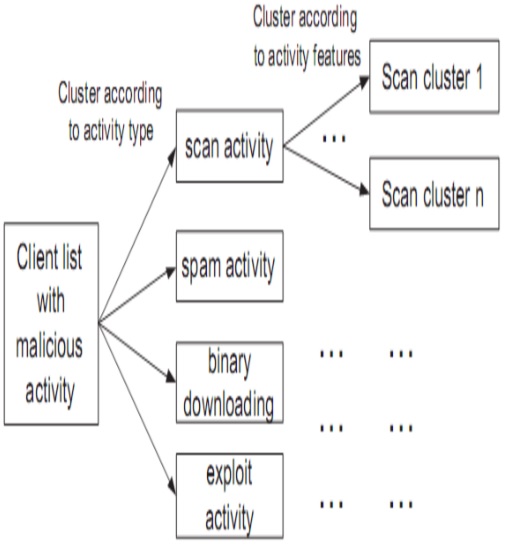 Cluster according
to activity features
Scan cluster 1
Cluster according
to activity type
scan activity
...
Scan cluster n
Client list
with
malicious
activity
spam activity
binary
downloading
... ...
... ...
exploit
activity
... ...